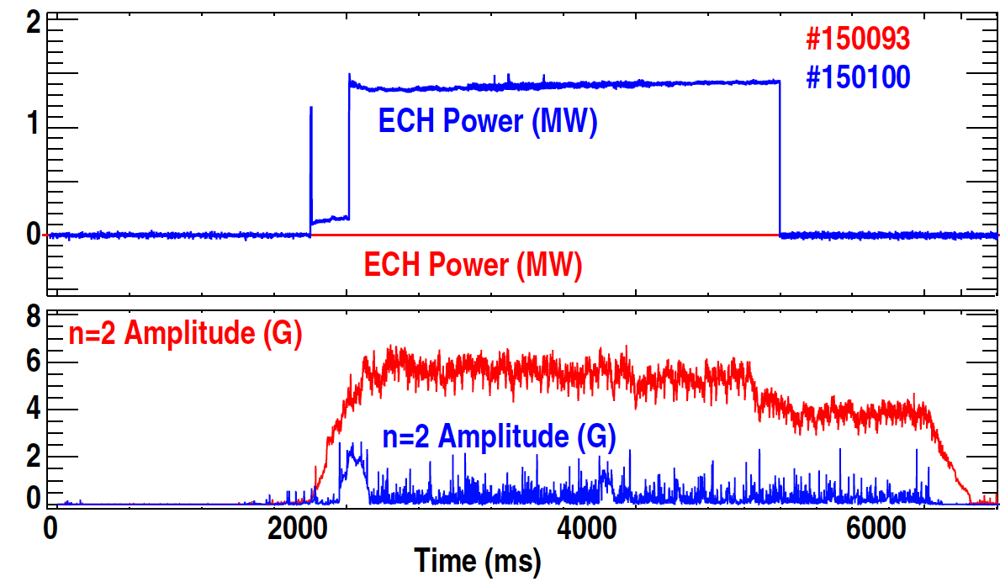 2
#150093
#150100
ECH Power (MW)
1
0
ECH Power (MW)
8
n=2 Amplitude (G)
6
4
n=2 Amplitude (G)
2
0
0 2000 4000 6000
Time (ms)